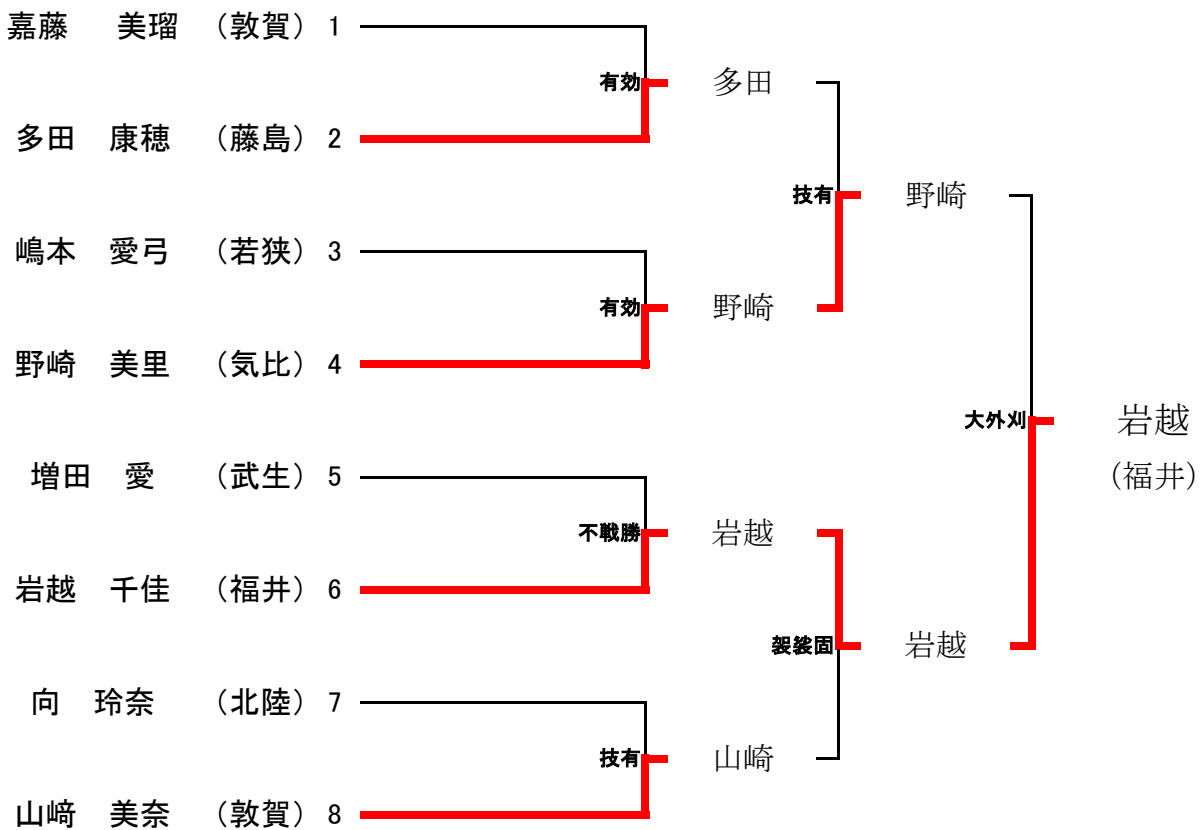 嘉藤　美瑠　（敦賀） 1
有効　多田
多田　康穂　（藤島） 2
技有　野崎
嶋本　愛弓　（若狭） 3
有効　野崎
野崎　美里　（気比） 4
大外刈　岩越
（福井）
増田　愛　（武生） 5
不戦勝　岩越
岩越　千佳　（福井） 6
袈裟固　岩越
向　玲奈　（北陸） 7
技有　山崎
山﨑　美奈　（敦賀） 8